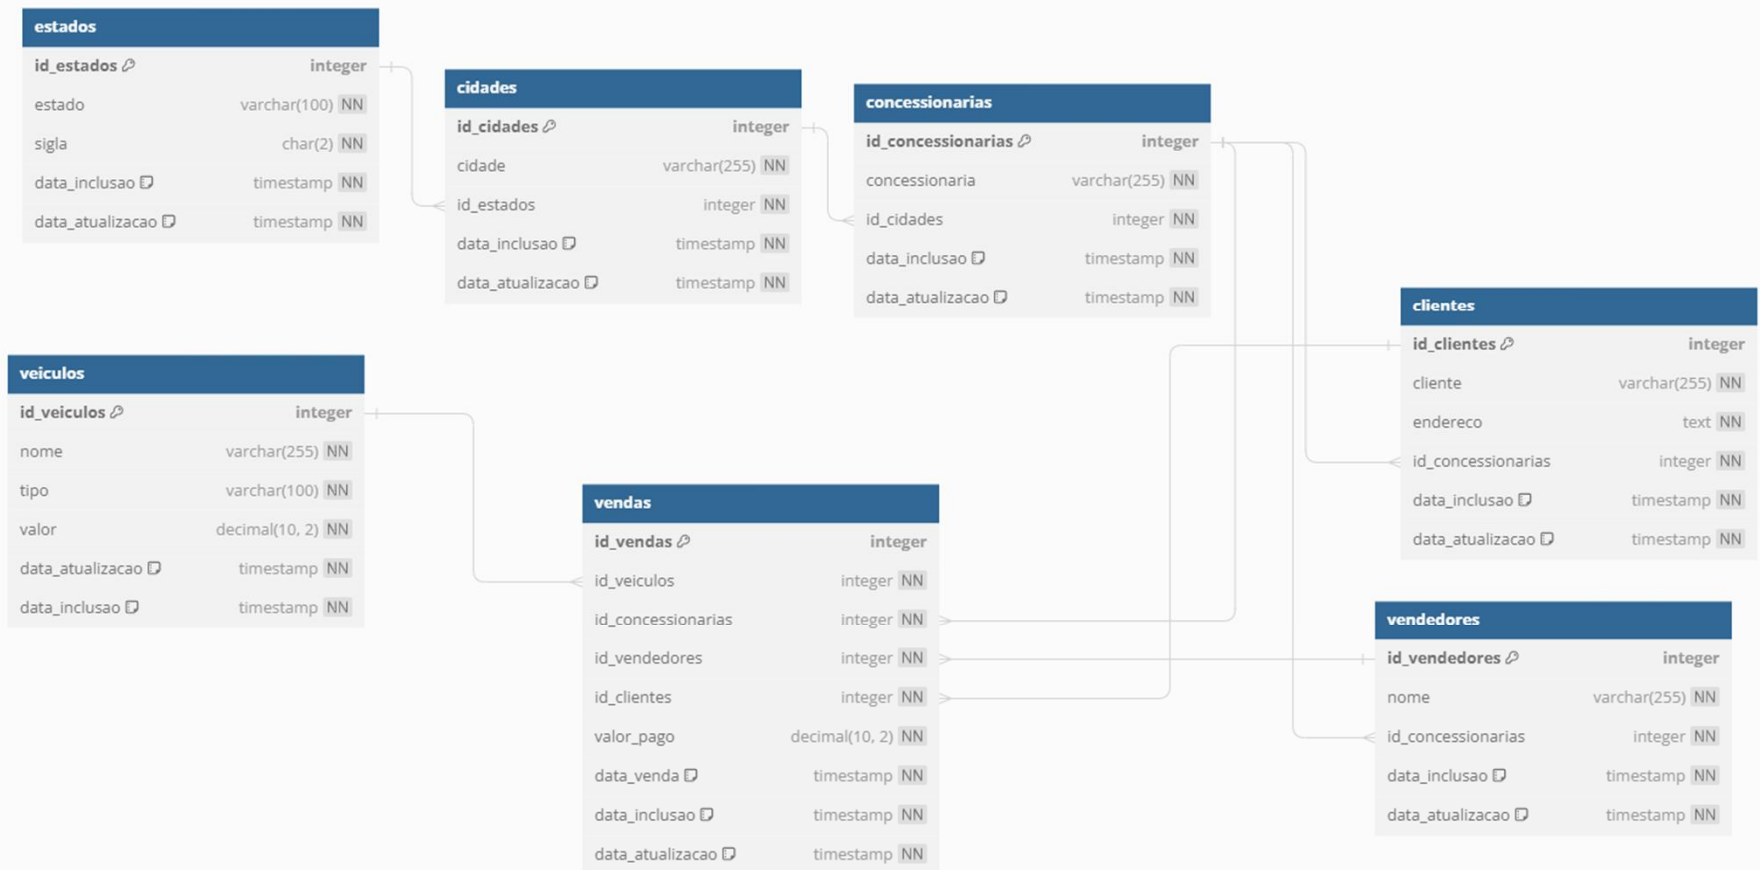 estados
id_estados integer
estado varchar(100) NN
sigla char(2) NN
data_inclusao timestamp NN
data_atualizacao timestamp NN
cidades
id_cidades integer
cidade varchar(255) NN
id_estados integer NN
data_inclusao timestamp NN
data_atualizacao timestamp NN
concessionarias
id_concessionarias integer
concessionaria varchar(255) NN
id_cidades integer NN
data_inclusao timestamp NN
data_atualizacao timestamp NN
clientes
id_clientes integer
cliente varchar(255) NN
endereco text NN
id_concessionarias integer NN
data_inclusao timestamp NN
data_atualizacao timestamp NN
veiculos
id_veiculos integer
nome varchar(255) NN
tipo varchar(100) NN
valor decimal(10, 2) NN
data_atualizacao timestamp NN
data_inclusao timestamp NN
vendas
id_vendas integer
id_veiculos integer NN
id_concessionarias integer NN
id_vendedores integer NN
id_clientes integer NN
valor_pago decimal(10, 2) NN
data_venda timestamp NN
data_inclusao timestamp NN
data_atualizacao timestamp NN
vendedores
id_vendedores integer
nome varchar(255) NN
id_concessionarias integer NN
data_inclusao timestamp NN
data_atualizacao timestamp NN